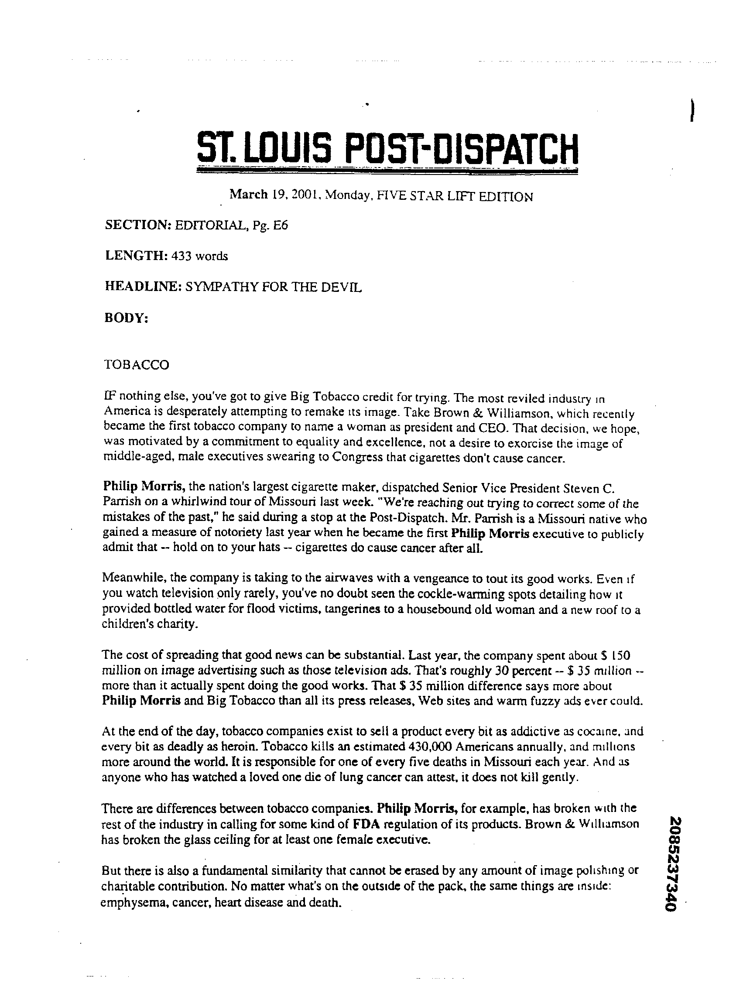 ST. LOUIS POST-DISPATCH
March 19, 2001, Monday, FIVE STAR LIFT EDITION
SECTION: EDITORIAL, Pg. E6
LENGTH: 433 words
HEADLINE: SYMPATHY FOR THE DEVIL
BODY:
TOBACCO
IF nothing else, you've got to give Big Tobacco credit for trying. The most reviled industry in
America is desperately attempting to remake its image. Take Brown & Williamson, which recently
became the first tobacco company to name a woman as president and CEO. That decision, we hope,
was motivated by a commitment to equality and excellence, not a desire to exorcise the image of
middle-aged, male executives swearing to Congress that cigarettes don't cause cancer.
Philip Morris, the nation's largest cigarette maker, dispatched Senior Vice President Steven C.
Parrish on a whirlwind tour of Missouri last week. "We're reaching out trying to correct some of the
mistakes of the past," he said during a stop at the Post-Dispatch. Mr. Parrish is a Missouri native who
gained a measure of notoriety last year when he became the first Philip Morris executive to publicly
admit that -- hold on to your hats -- cigarettes do cause cancer after all.
Meanwhile, the company is taking to the airwaves with a vengeance to tout its good works. Even if
you watch television only rarely, you've no doubt seen the cockle-warming spots detailing how it
provided bottled water for flood victims, tangerines to a housebound old woman and a new roof to a
children's charity.
The cost of spreading that good news can be substantial. Last year, the company spent about $ 150
million on image advertising such as those television ads. That's roughly 30 percent -- $ 35 million --
more than it actually spent doing the good works. That $ 35 million difference says more about
Philip Morris and Big Tobacco than all its press releases, Web sites and warm fuzzy ads ever could.
At the end of the day, tobacco companies exist to sell a product every bit as addictive as cocaine, and
every bit as deadly as heroin. Tobacco kills an estimated 430,000 Americans annually, and millions
more around the world. It is responsible for one of every five deaths in Missouri each year. And as
anyone who has watched a loved one die of lung cancer can attest, it does not kill gently.
There are differences between tobacco companies. Philip Morris, for example, has broken with the
rest of the industry in calling for some kind of FDA regulation of its products. Brown & Williamson
has broken the glass ceiling for at least one female executive.
But there is also a fundamental similarity that cannot be erased by any amount of image polishing or
charitable contribution. No matter what's on the outside of the pack, the same things are inside:
emphysema, cancer, heart disease and death.
2085237340